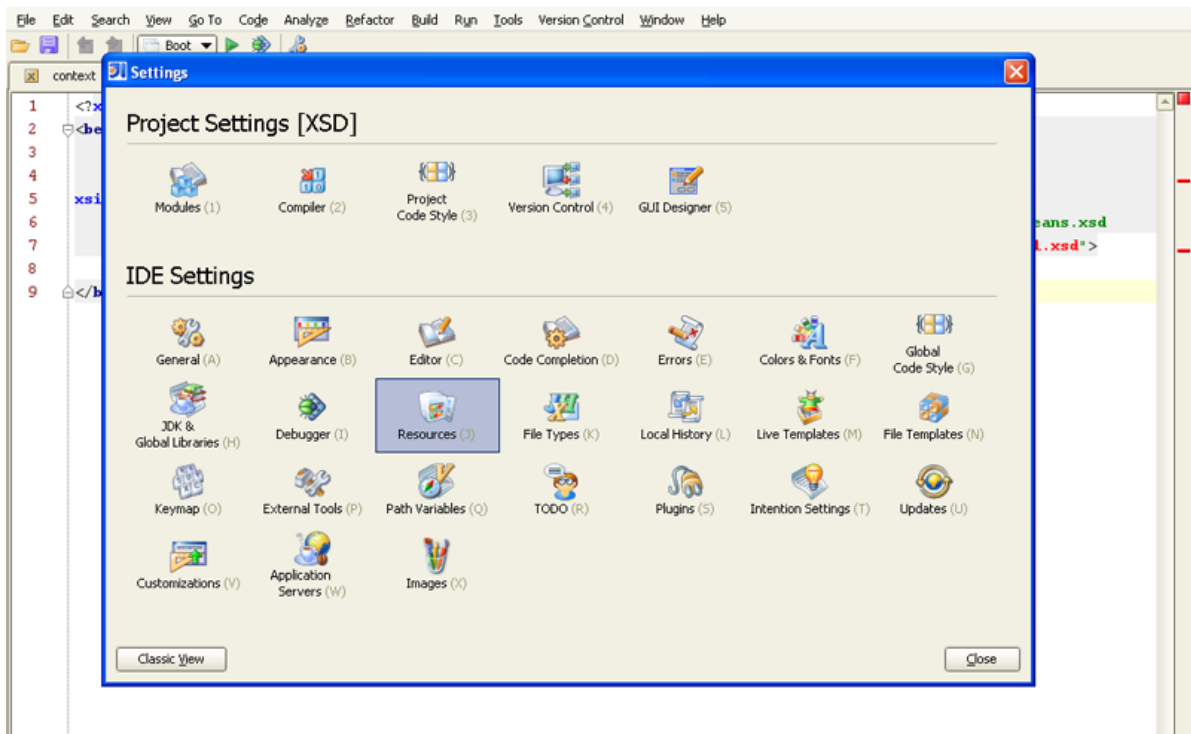 File Edit Search View Go To Code Analyze Refactor Build Run Tools Version Control Window Help
Boot
context
Settings
1 <?x
2 <be
3
4
5 xsi
6 eans.xsd
7 l.xsd">
8
9 </b
Project Settings [XSD]
Modules (1) Compiler (2) Project Code Style (3) Version Control (4) GUI Designer (5)
IDE Settings
General (A) Appearance (B) Editor (C) Code Completion (D) Errors (E) Colors & Fonts (F) Global Code Style (G)
JDK & Global Libraries (H) Debugger (I) Resources (J) File Types (K) Local History (L) Live Templates (M) File Templates (N)
Keymap (O) External Tools (P) Path Variables (Q) TODO (R) Plugins (S) Intention Settings (T) Updates (U)
Customizations (V) Application Servers (W) Images (X)
Classic View Close